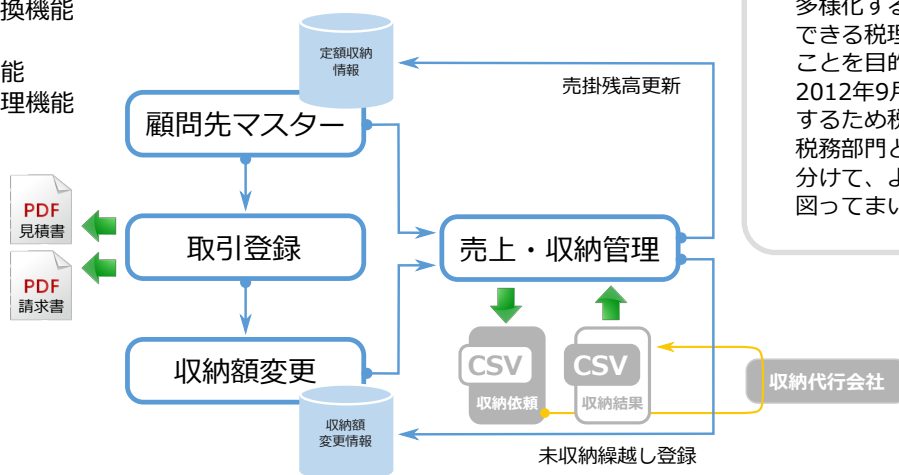 換機能
能
理機能
定額収納
情報
顧問先マスター
売掛残高更新
PDF
見積書
PDF
請求書
取引登録
売上・収納管理
収納額変更
CSV
収納依頼
CSV
収納結果
収納代行会社
収納額
変更情報
未収納繰越し登録
多様化する
できる税理
ことを目的
2012年9月
するため税
税務部門と
分けて、よ
図ってまい